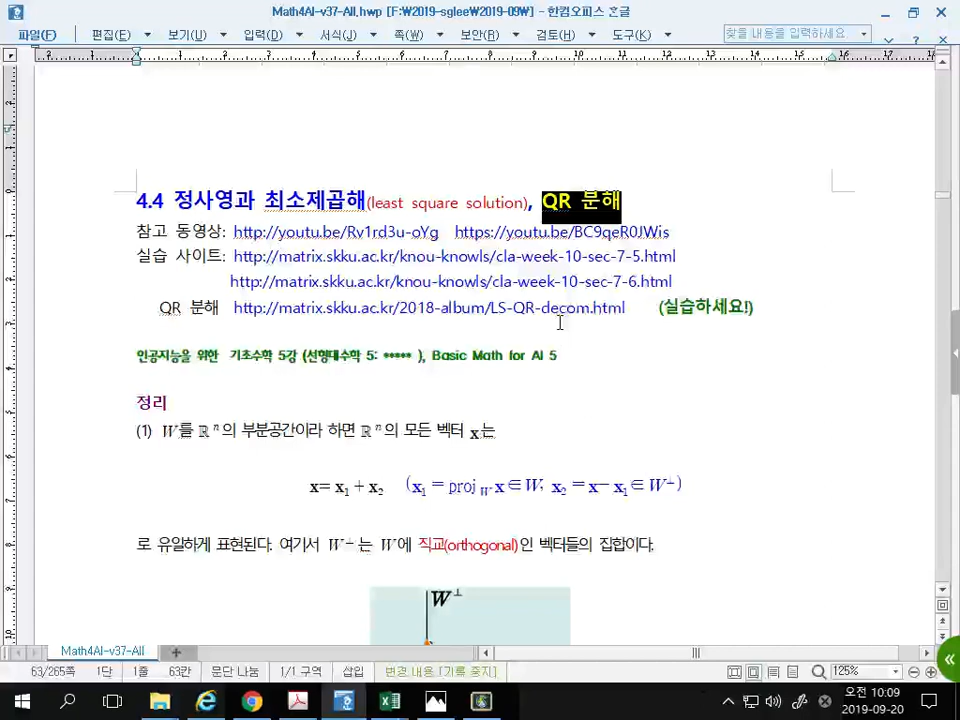 Math4AI-v37-All.hwp [F:₩2019-sglee₩2019-09₩] - 한컴오피스 한글
파일(F) 편집(E) 보기(U) 입력(D) 서식(J) 쪽(W) 보안(R) 검토(H) 도구(K) 찾을 내용을 입력하세요
4.4 정사영과 최소제곱해(least square solution), QR 분해
참고 동영상: http://youtu.be/Rv1rd3u-oYg https://youtu.be/BC9qeR0JWis
실습 사이트: http://matrix.skku.ac.kr/knou-knowls/cla-week-10-sec-7-5.html
http://matrix.skku.ac.kr/knou-knowls/cla-week-10-sec-7-6.html
QR 분해 http://matrix.skku.ac.kr/2018-album/LS-QR-decom.html (실습하세요!)
인공지능을 위한 기초수학 5강 (선형대수학 5: ***** ), Basic Math for AI 5
정리
(1) W를 ℝⁿ의 부분공간이라 하면 ℝⁿ의 모든 벡터 x는
x= x₁ + x₂ (x₁ = proj_W x ∈ W, x₂ = x− x₁ ∈ W⊥)
로 유일하게 표현된다. 여기서 W⊥는 W에 직교(orthogonal)인 벡터들의 집합이다.
W⊥
Math4AI-v37-All
63/265쪽 1단 1줄 63칸 문단 나눔 1/1 구역 삽입 변경 내용 [기록 중지] 125%
오전 10:09
2019-09-20